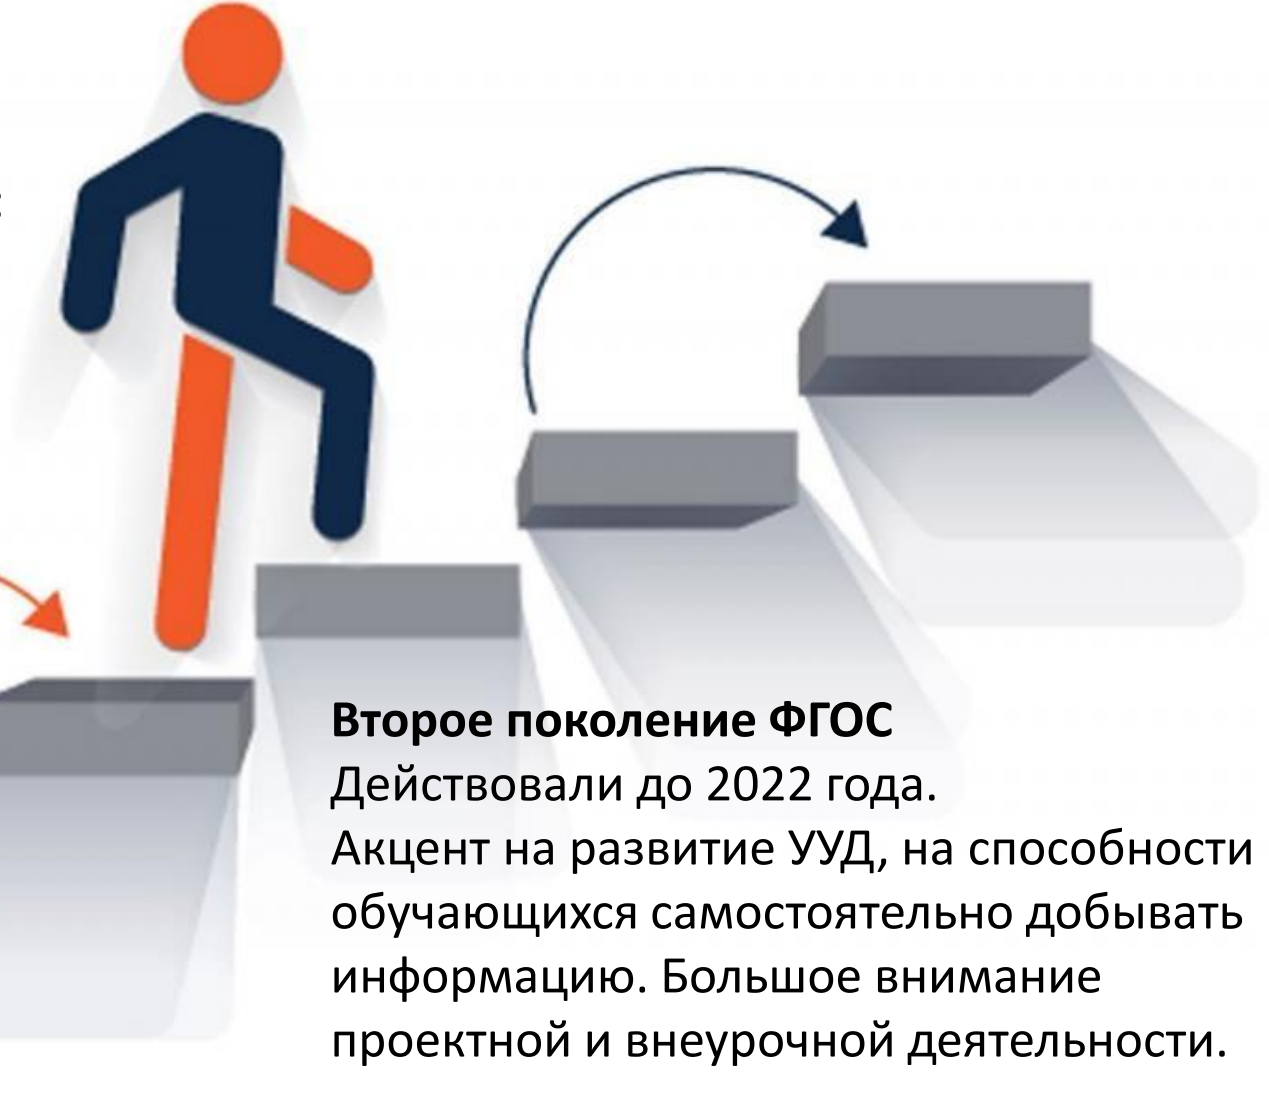 :
Второе поколение ФГОС
Действовали до 2022 года.
Акцент на развитие УУД, на способности
обучающихся самостоятельно добывать
информацию. Большое внимание
проектной и внеурочной деятельности.